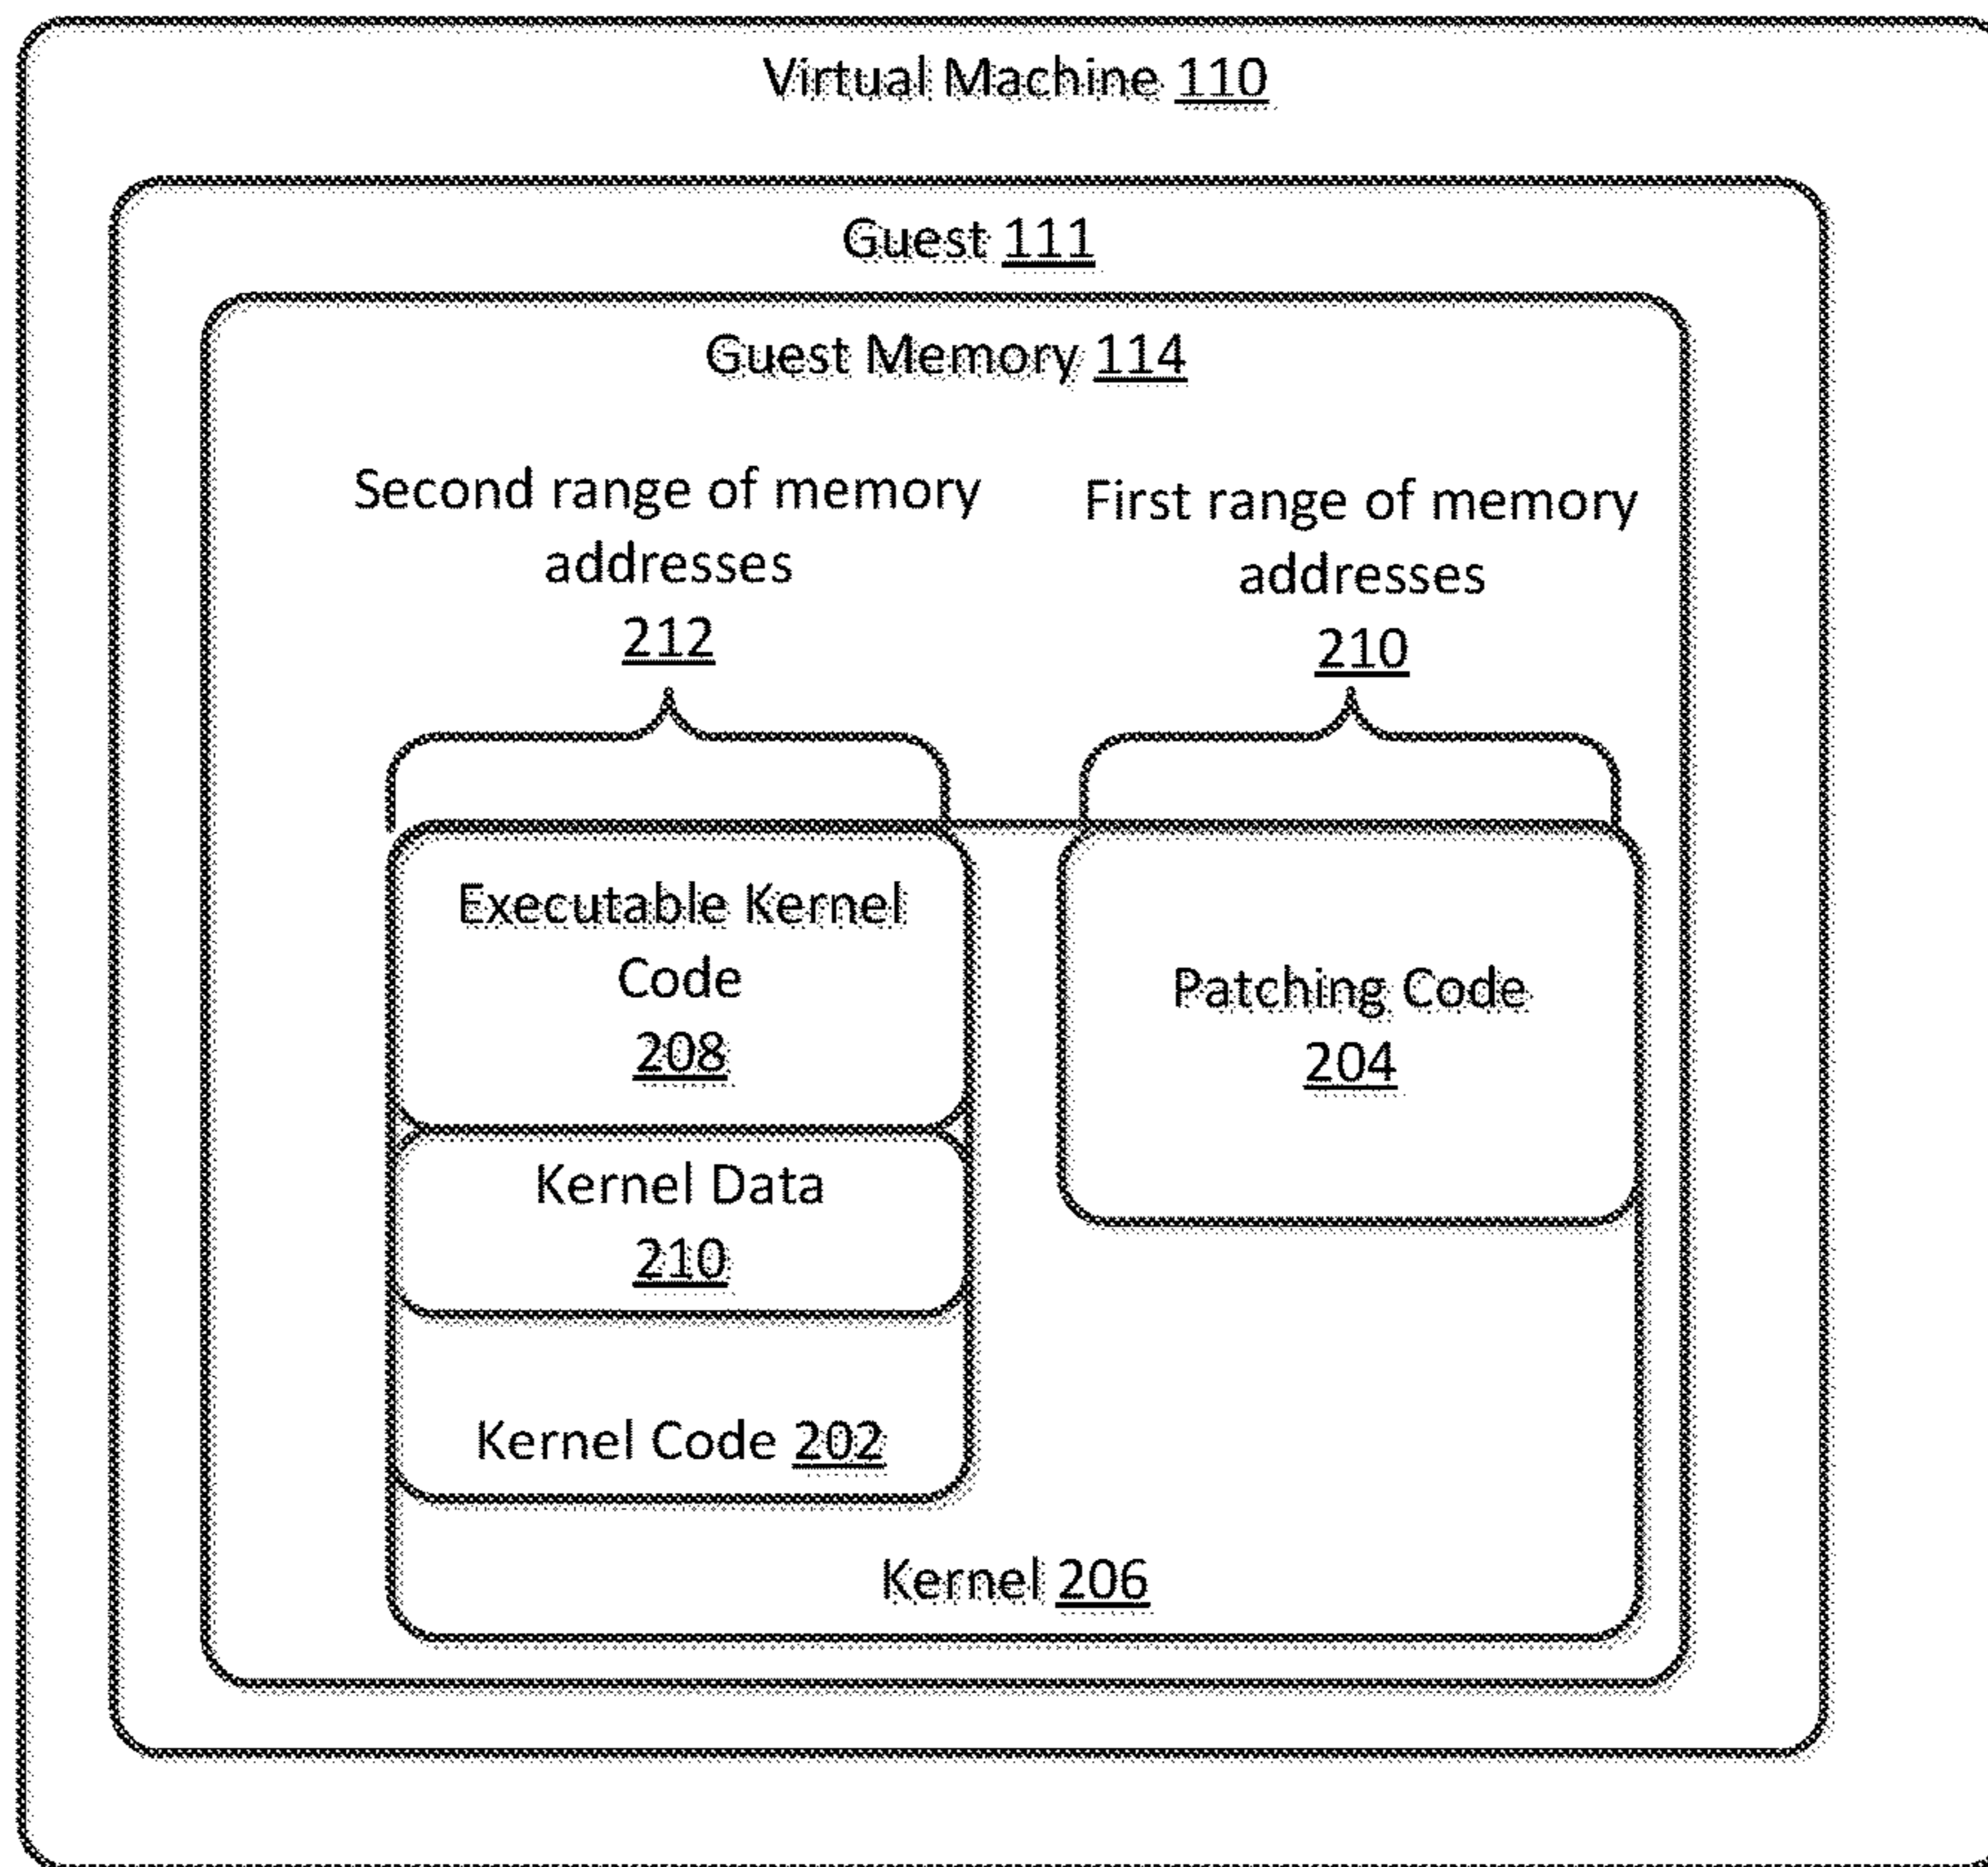 Virtual Machine 110
Guest 111
Guest Memory 114
Second range of memory
addresses
212
First range of memory
addresses
210
Executable Kernel
Code
208
Patching Code
204
Kernel Data
210
Kernel Code 202
Kernel 206